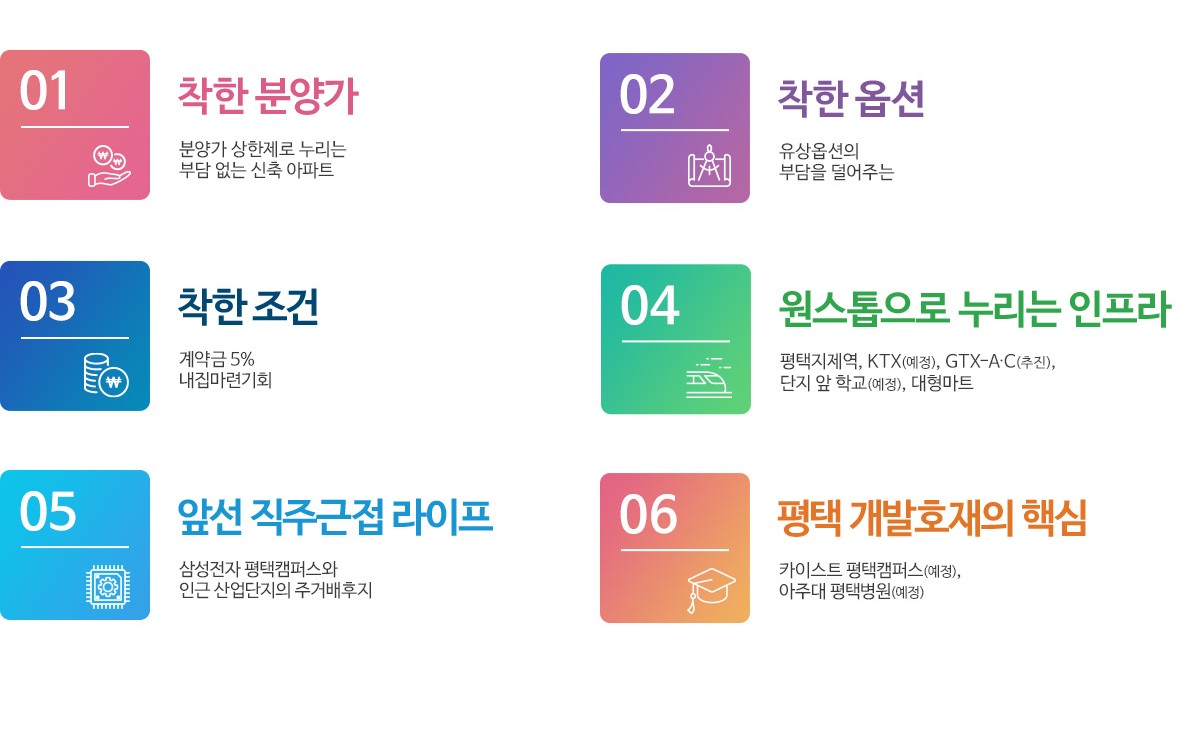 01
착한 분양가
분양가 상한제로 누리는
부담 없는 신축 아파트
02
착한 옵션
유상옵션의
부담을 덜어주는
03
착한 조건
계약금 5%
내집마련기회
04
원스톱으로 누리는 인프라
평택지제역, KTX(예정), GTX-A·C(추진),
단지 앞 학교(예정), 대형마트
05
앞선 직주근접 라이프
삼성전자 평택캠퍼스와
인근 산업단지의 주거배후지
06
평택 개발호재의 핵심
카이스트 평택캠퍼스(예정),
아주대 평택병원(예정)